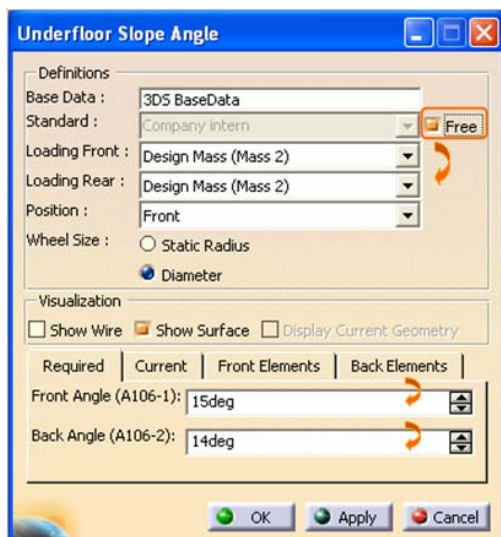 Underfloor Slope Angle
Definitions
Base Data : 3DS BaseData
Standard : Company intern Free
Loading Front : Design Mass (Mass 2)
Loading Rear : Design Mass (Mass 2)
Position : Front
Wheel Size : Static Radius
Diameter
Visualization
Show Wire Show Surface Display Current Geometry
Required Current Front Elements Back Elements
Front Angle (A106-1): 15deg
Back Angle (A106-2): 14deg
OK Apply Cancel